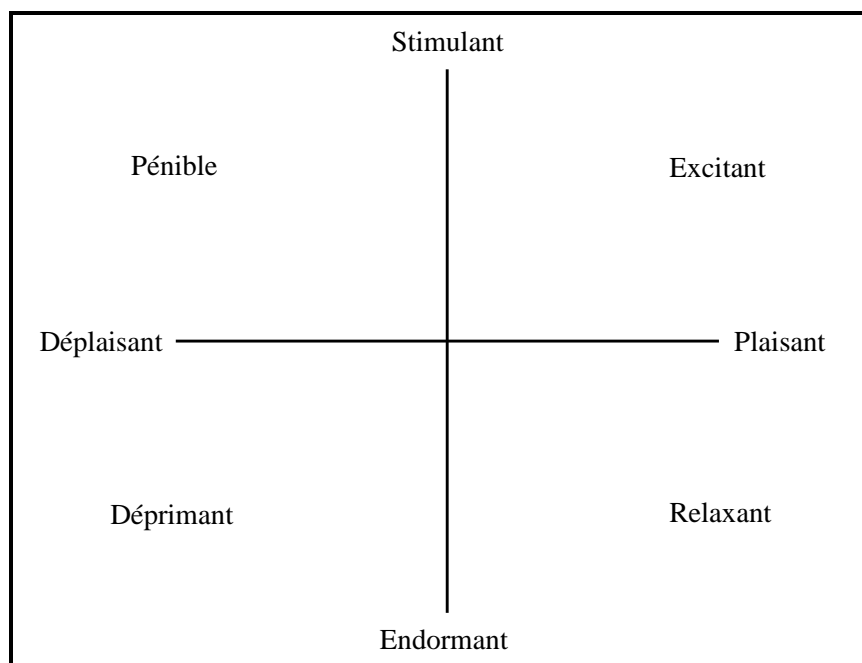 Stimulant
Pénible Excitant
Déplaisant Plaisant
Déprimant Relaxant
Endormant